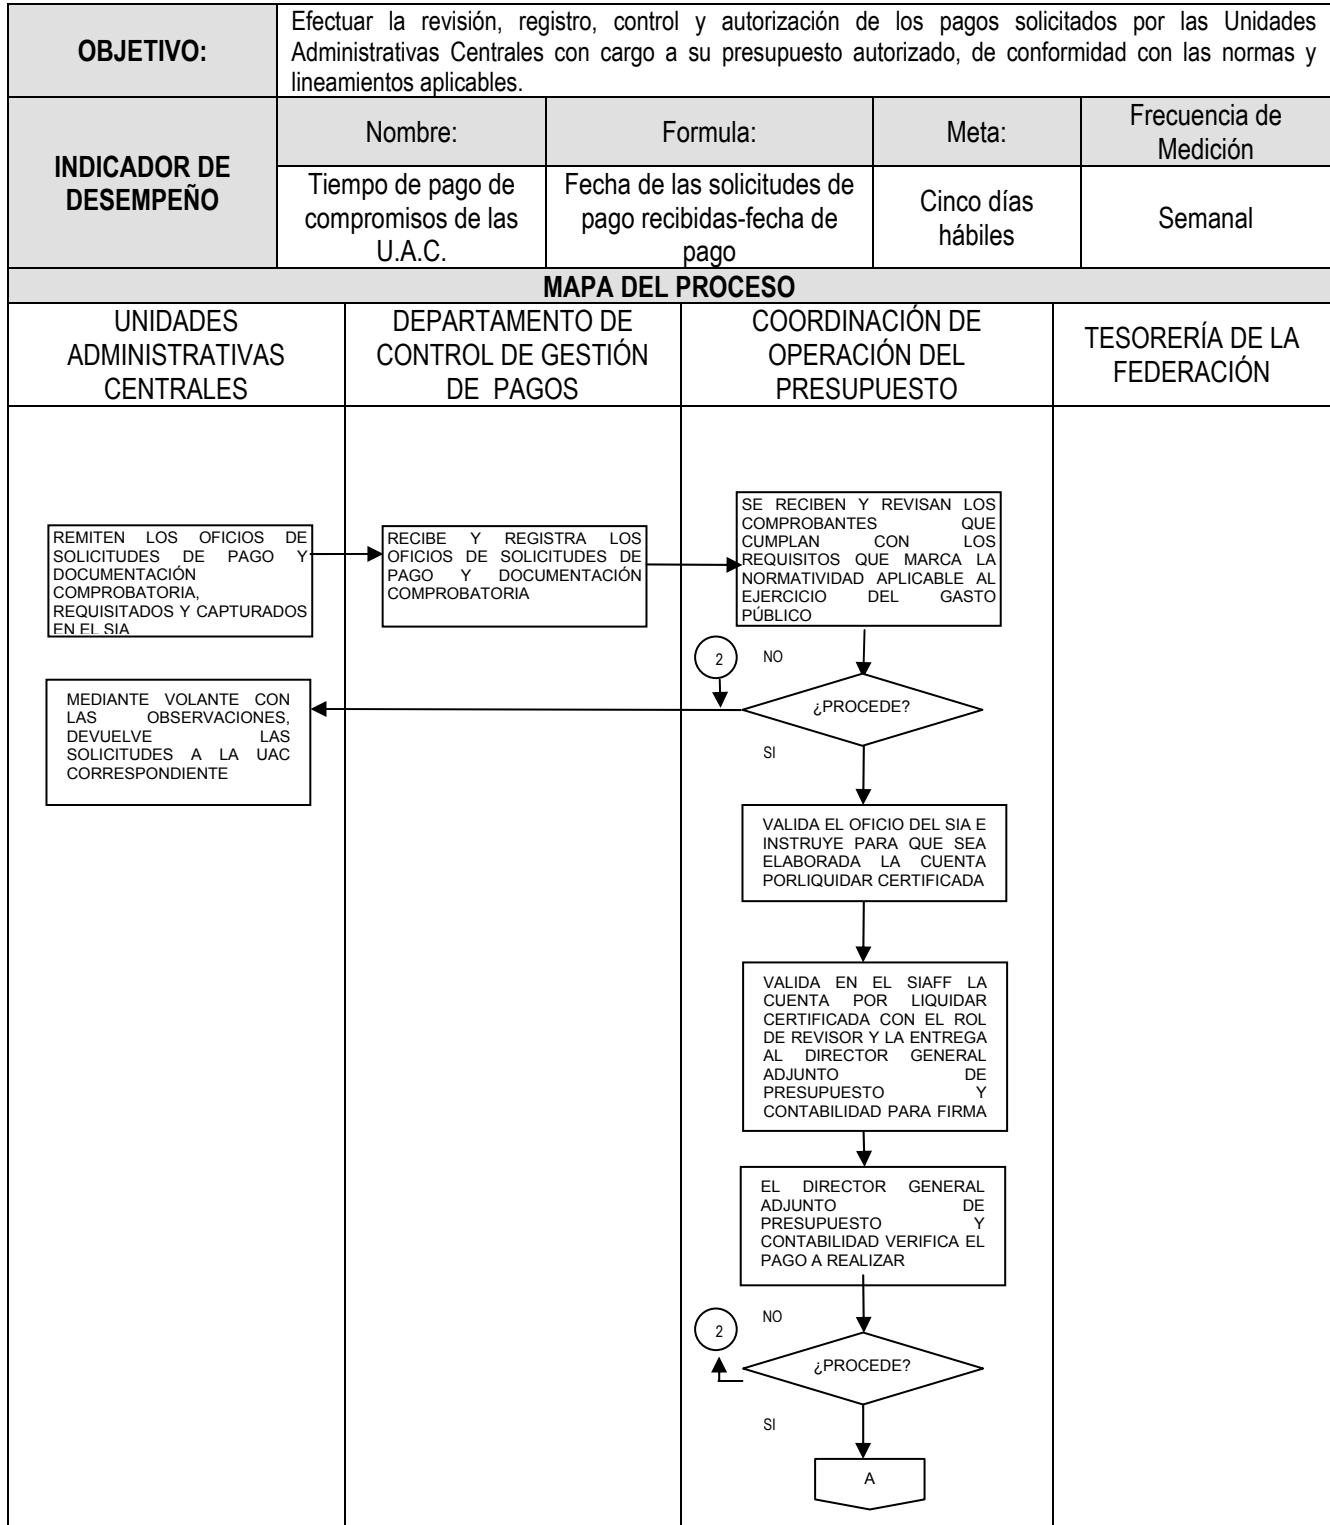 OBJETIVO:
Efectuar la revisión, registro, control y autorización de los pagos solicitados por las Unidades
Administrativas Centrales con cargo a su presupuesto autorizado, de conformidad con las normas y
lineamientos aplicables.
INDICADOR DE
DESEMPEÑO
Nombre:
Formula:
Meta:
Frecuencia de
Medición
Tiempo de pago de
compromisos de las
U.A.C.
Fecha de las solicitudes de
pago recibidas-fecha de
pago
Cinco días
hábiles
Semanal
MAPA DEL PROCESO
UNIDADES
ADMINISTRATIVAS
CENTRALES
DEPARTAMENTO DE
CONTROL DE GESTIÓN
DE PAGOS
COORDINACIÓN DE
OPERACIÓN DEL
PRESUPUESTO
TESORERÍA DE LA
FEDERACIÓN
REMITEN LOS OFICIOS DE
SOLICITUDES DE PAGO Y
DOCUMENTACIÓN
COMPROBATORIA,
REQUISITADOS Y CAPTURADOS
EN EL SIA
RECIBE Y REGISTRA LOS
OFICIOS DE SOLICITUDES DE
PAGO Y DOCUMENTACIÓN
COMPROBATORIA
SE RECIBEN Y REVISAN LOS
COMPROBANTES QUE
CUMPLAN CON LOS
REQUISITOS QUE MARCA LA
NORMATIVIDAD APLICABLE AL
EJERCICIO DEL GASTO
PÚBLICO
2
NO
¿PROCEDE?
SI
MEDIANTE VOLANTE CON
LAS OBSERVACIONES,
DEVUELVE LAS
SOLICITUDES A LA UAC
CORRESPONDIENTE
VALIDA EL OFICIO DEL SIA E
INSTRUYE PARA QUE SEA
ELABORADA LA CUENTA
PORLIQUIDAR CERTIFICADA
VALIDA EN EL SIAFF LA
CUENTA POR LIQUIDAR
CERTIFICADA CON EL ROL
DE REVISOR Y LA ENTREGA
AL DIRECTOR GENERAL
ADJUNTO DE
PRESUPUESTO Y
CONTABILIDAD PARA FIRMA
EL DIRECTOR GENERAL
ADJUNTO DE
PRESUPUESTO Y
CONTABILIDAD VERIFICA EL
PAGO A REALIZAR
2
NO
¿PROCEDE?
SI
A